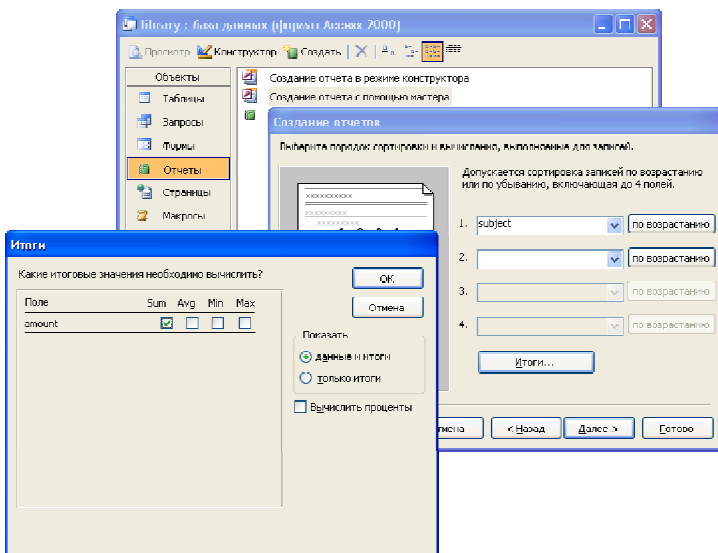 library : база данных (формат Access 2000)
Просмотр Конструктор Создать
Объекты
Таблицы
Запросы
Формы
Отчеты
Страницы
Макросы
Создание отчета в режиме конструктора
Создание отчета с помощью мастера
Создание отчетов
Выберите порядок сортировки и вычисления, выполняемые для записей.
Допускается сортировка записей по возрастанию
или по убыванию, включающая до 4 полей.
1. subject по возрастанию
2. по возрастанию
3. по возрастанию
4. по возрастанию
Итоги...
< Назад Далее > Готово
Итоги
Какие итоговые значения необходимо вычислить?
Поле Sum Avg Min Max
amount
OK
Отмена
Показать
данные и итоги
только итоги
Вычислить проценты